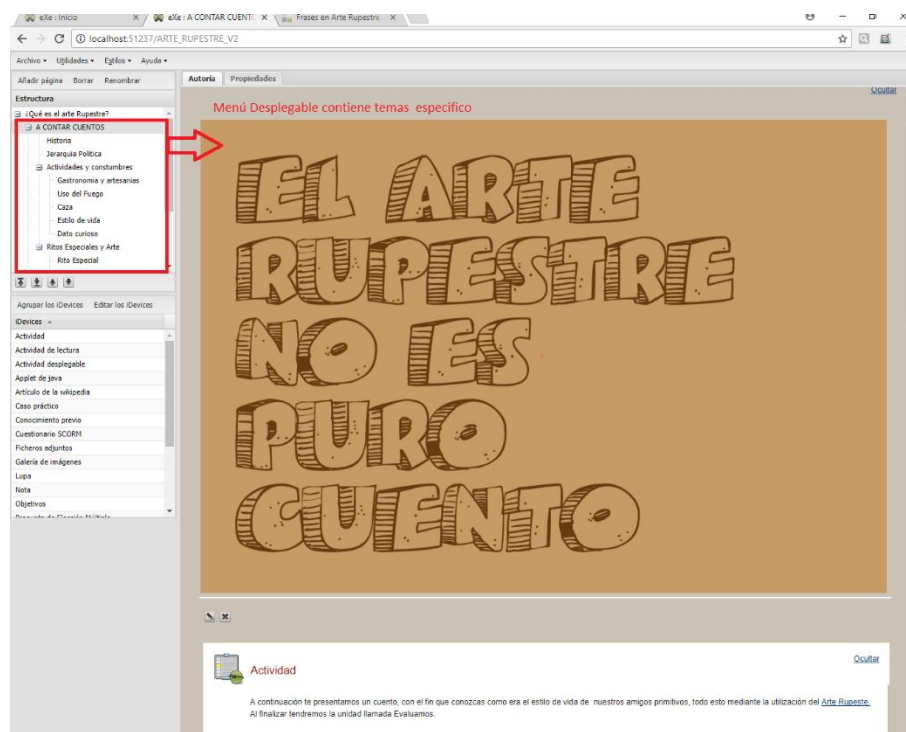 eXe : Inicio
eXe : A CONTAR CUENTO
Frases en Arte Rupestre.
localhost:51237/ARTE_RUPESTRE_V2
Archivo Utilidades Estilos Ayuda
Añadir página Borrar Renombrar
Autoría Propiedades
Estructura
Ocultar
Menú Desplegable contiene temas especifico
¿Qué es el arte Rupestre?
A CONTAR CUENTOS
Historia
Jerarquia Politica
Actividades y constumbres
Gastronomia y artesanias
Uso del Fuego
Caza
Estilo de vida
Dato curioso
Ritos Especiales y Arte
Rito Especial
Agrupar los iDevices Editar los iDevices
iDevices
Actividad
Actividad de lectura
Actividad desplegable
Applet de java
Artículo de la wikipedia
Caso práctico
Conocimiento previo
Cuestionario SCORM
Ficheros adjuntos
Galería de imágenes
Lupa
Nota
Objetivos
EL ARTE
RUPESTRE
NO ES
PURO
CUENTO
Ocultar
Actividad
A continuación te presentamos un cuento, con el fin que conozcas como era el estilo de vida de nuestros amigos primitivos, todo esto mediante la utilización del Arte Rupeste.
Al finalizar tendremos la unidad llamada Evaluamos.